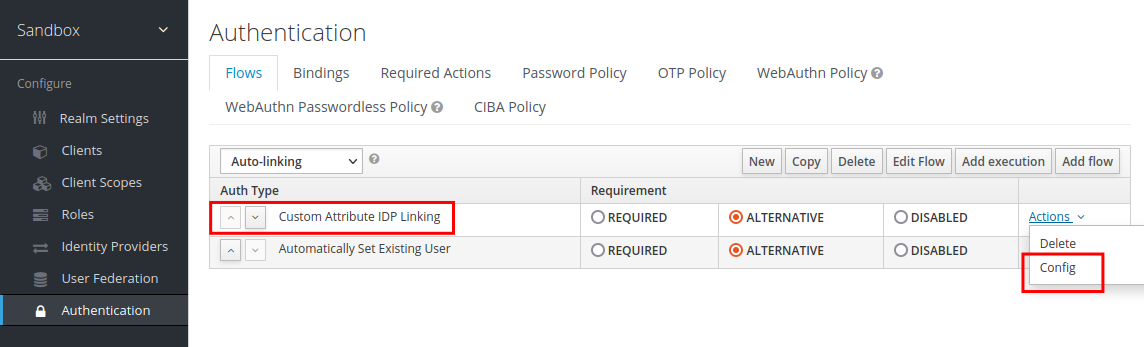 Sandbox
Configure
Realm Settings
Clients
Client Scopes
Roles
Identity Providers
User Federation
Authentication
Authentication
Flows Bindings Required Actions Password Policy OTP Policy WebAuthn Policy ?
WebAuthn Passwordless Policy ? CIBA Policy
Auto-linking ? New Copy Delete Edit Flow Add execution Add flow
Auth Type Requirement
Custom Attribute IDP Linking REQUIRED ALTERNATIVE DISABLED Actions
Automatically Set Existing User REQUIRED ALTERNATIVE DISABLED
Delete
Config